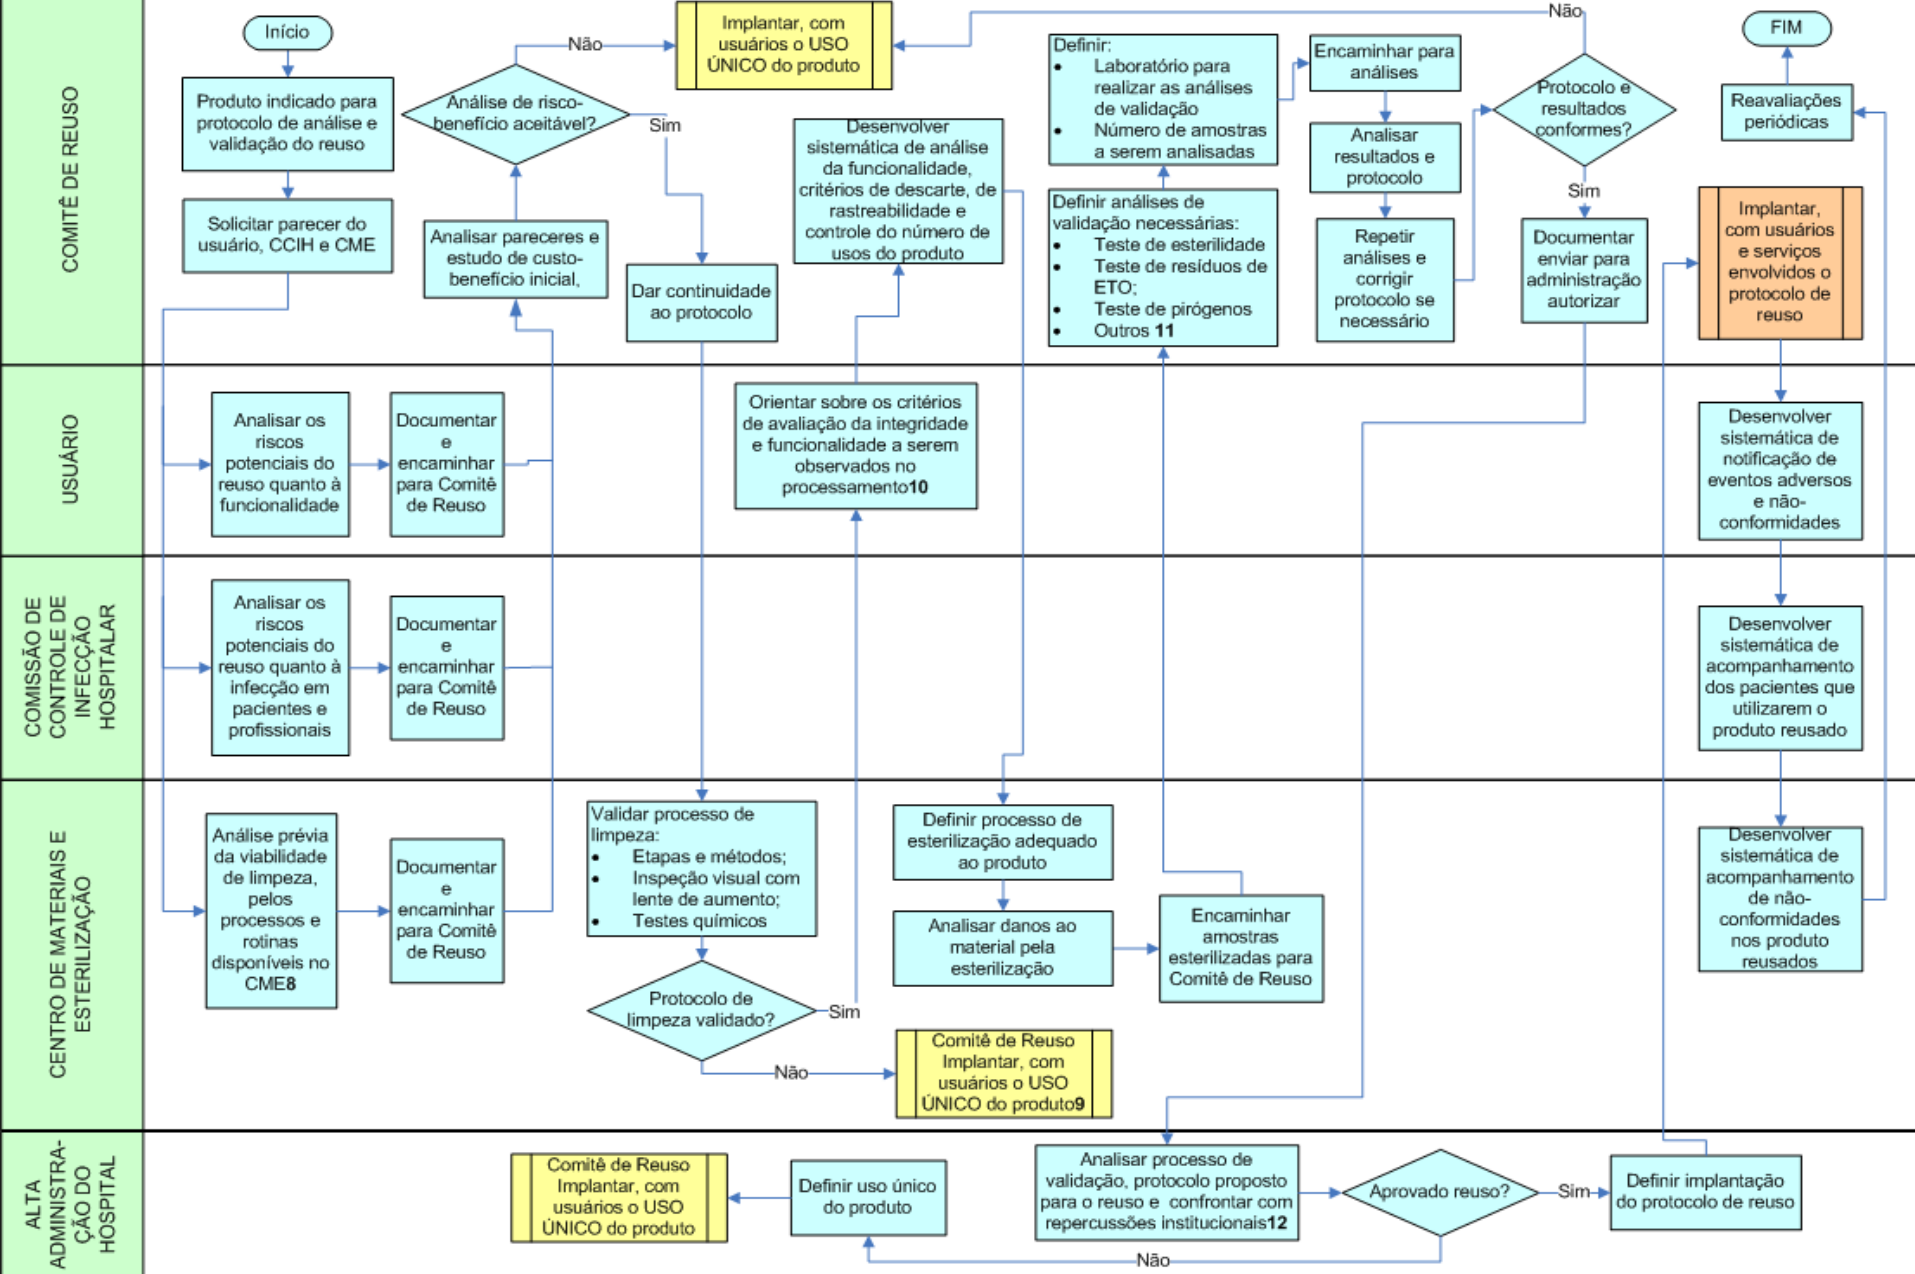 COMITÊ DE REUSO
Início
Produto indicado para
protocolo de análise e
validação do reuso
Solicitar parecer do
usuário, CCIH e CME
Análise de risco-
benefício aceitável?
Não
Sim
Analisar pareceres e
estudo de custo-
benefício inicial,
Implantar, com
usuários o USO
ÚNICO do produto
Dar continuidade
ao protocolo
Desenvolver
sistemática de análise
da funcionalidade,
critérios de descarte, de
rastreabilidade e
controle do número de
usos do produto
Definir:
• Laboratório para
realizar as análises
de validação
• Número de amostras
a serem analisadas
Definir análises de
validação necessárias:
• Teste de esterilidade
• Teste de resíduos de
ETO;
• Teste de pirógenos
• Outros 11
Encaminhar para
análises
Analisar
resultados e
protocolo
Repetir
análises e
corrigir
protocolo se
necessário
Não
Protocolo e
resultados
conformes?
Sim
Documentar
enviar para
administração
autorizar
FIM
Reavaliações
periódicas
Implantar,
com usuários
e serviços
envolvidos o
protocolo de
reuso
USUÁRIO
Analisar os
riscos
potenciais do
reuso quanto à
funcionalidade
Documentar
e
encaminhar
para Comitê
de Reuso
Orientar sobre os critérios
de avaliação da integridade
e funcionalidade a serem
observados no
processamento10
Desenvolver
sistemática de
notificação de
eventos adversos
e não-
conformidades
COMISSÃO DE
CONTROLE DE
INFECÇÃO
HOSPITALAR
Analisar os
riscos
potenciais do
reuso quanto à
infecção em
pacientes e
profissionais
Documentar
e
encaminhar
para Comitê
de Reuso
Desenvolver
sistemática de
acompanhamento
dos pacientes que
utilizarem o
produto reusado
CENTRO DE MATERIAIS E
ESTERILIZAÇÃO
Análise prévia
da viabilidade
de limpeza,
pelos
processos e
rotinas
disponíveis no
CME8
Documentar
e
encaminhar
para Comitê
de Reuso
Validar processo de
limpeza:
• Etapas e métodos;
• Inspeção visual com
lente de aumento;
• Testes químicos
Protocolo de
limpeza validado?
Sim
Não
Definir processo de
esterilização adequado
ao produto
Analisar danos ao
material pela
esterilização
Encaminhar
amostras
esterilizadas para
Comitê de Reuso
Comitê de Reuso
Implantar, com
usuários o USO
ÚNICO do produto9
Desenvolver
sistemática de
acompanhamento
de não-
conformidades
nos produto
reusados
ALTA
ADMINISTRA-
ÇÃO DO
HOSPITAL
Comitê de Reuso
Implantar, com
usuários o USO
ÚNICO do produto
Definir uso único
do produto
Analisar processo de
validação, protocolo proposto
para o reuso e confrontar com
repercussões institucionais12
Aprovado reuso?
Sim
Não
Definir implantação
do protocolo de reuso